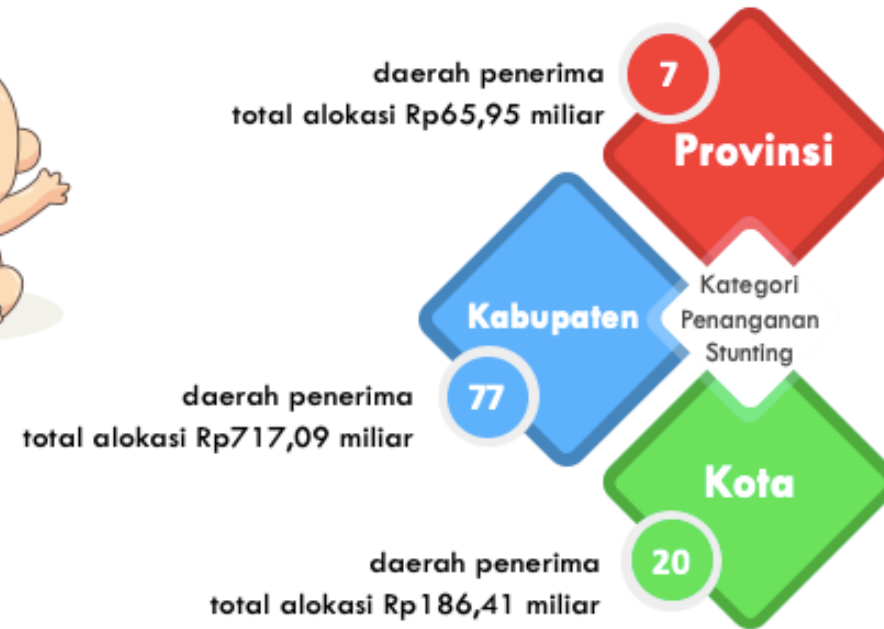 daerah penerima
total alokasi Rp65,95 miliar
7
Provinsi
Kategori
Penanganan
Stunting
Kabupaten
77
daerah penerima
total alokasi Rp717,09 miliar
Kota
20
daerah penerima
total alokasi Rp186,41 miliar